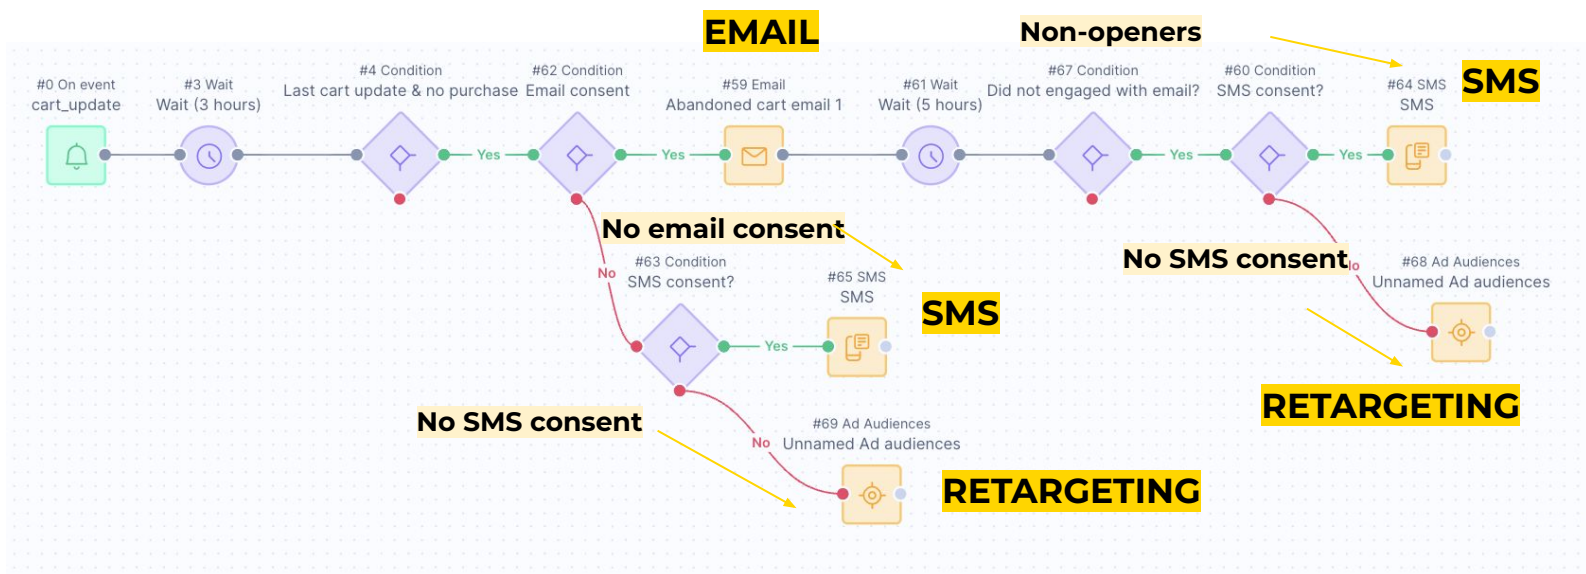 EMAIL
Non-openers
SMS
#0 On event
cart_update
#3 Wait
Wait (3 hours)
#4 Condition
Last cart update & no purchase
#62 Condition
Email consent
#59 Email
Abandoned cart email 1
#61 Wait
Wait (5 hours)
#67 Condition
Did not engaged with email?
#60 Condition
SMS consent?
#64 SMS
SMS
Yes
Yes
Yes
Yes
No email consent
No
#63 Condition
SMS consent?
#65 SMS
SMS
SMS
Yes
No SMS consent
#68 Ad Audiences
Unnamed Ad audiences
RETARGETING
No SMS consent
No
#69 Ad Audiences
Unnamed Ad audiences
RETARGETING